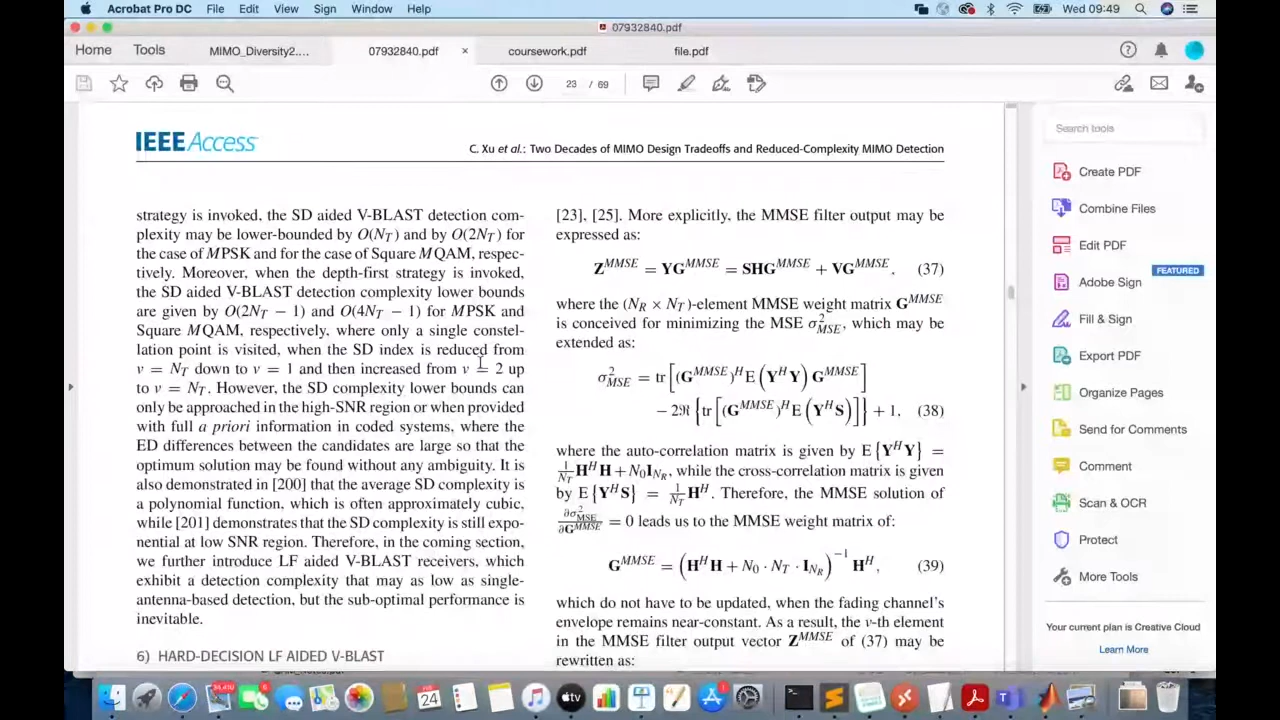 Acrobat Pro DC File Edit View Sign Window Help Wed 09:49
07932840.pdf
Home Tools MIMO_Diversity2.... 07932840.pdf × coursework.pdf file.pdf
23 / 69
IEEE Access
C. Xu et al.: Two Decades of MIMO Design Tradeoffs and Reduced-Complexity MIMO Detection
strategy is invoked, the SD aided V-BLAST detection com-
plexity may be lower-bounded by O(N_T) and by O(2N_T) for
the case of MPSK and for the case of Square MQAM, respec-
tively. Moreover, when the depth-first strategy is invoked,
the SD aided V-BLAST detection complexity lower bounds
are given by O(2N_T − 1) and O(4N_T − 1) for MPSK and
Square MQAM, respectively, where only a single constel-
lation point is visited, when the SD index is reduced from
v = N_T down to v = 1 and then increased from v = 2 up
to v = N_T. However, the SD complexity lower bounds can
only be approached in the high-SNR region or when provided
with full a priori information in coded systems, where the
ED differences between the candidates are large so that the
optimum solution may be found without any ambiguity. It is
also demonstrated in [200] that the average SD complexity is
a polynomial function, which is often approximately cubic,
while [201] demonstrates that the SD complexity is still expo-
nential at low SNR region. Therefore, in the coming section,
we further introduce LF aided V-BLAST receivers, which
exhibit a detection complexity that may as low as single-
antenna-based detection, but the sub-optimal performance is
inevitable.
6) HARD-DECISION LF AIDED V-BLAST
[23], [25]. More explicitly, the MMSE filter output may be
expressed as:
Z^MMSE = YG^MMSE = SHG^MMSE + VG^MMSE, (37)
where the (N_R × N_T)-element MMSE weight matrix G^MMSE
is conceived for minimizing the MSE σ²_MSE, which may be
extended as:
σ²_MSE = tr[(G^MMSE)^H E(Y^H Y) G^MMSE]
− 2ℜ{tr[(G^MMSE)^H E(Y^H S)]} + 1, (38)
where the auto-correlation matrix is given by E{Y^H Y} =
1/N_T H^H H + N_0 I_{N_R}, while the cross-correlation matrix is given
by E{Y^H S} = 1/N_T H^H. Therefore, the MMSE solution of
∂σ²_MSE/∂G^MMSE = 0 leads us to the MMSE weight matrix of:
G^MMSE = (H^H H + N_0 · N_T · I_{N_R})^−1 H^H, (39)
which do not have to be updated, when the fading channel's
envelope remains near-constant. As a result, the v-th element
in the MMSE filter output vector Z^MMSE of (37) may be
rewritten as:
Search tools
Create PDF
Combine Files
Edit PDF
FEATURED
Adobe Sign
Fill & Sign
Export PDF
Organize Pages
Send for Comments
Comment
Scan & OCR
Protect
More Tools
Your current plan is Creative Cloud
Learn More
FEB
24
tv